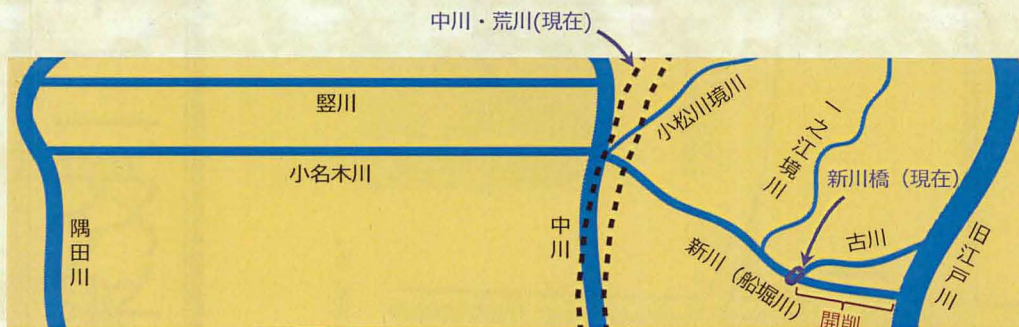 中川・荒川(現在)
竪川
小松川境川
一之江境川
小名木川
新川橋(現在)
隅田川
中川
新川(船堀川)
古川
旧江戸川
開削